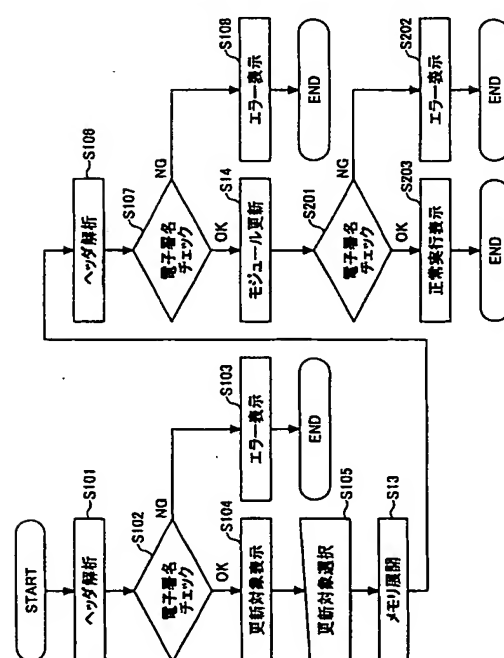 START
S101
ヘッダ解析
S102
電子署名
チェック
NG
OK
S103
エラー表示
END
S104
更新対象表示
S105
更新対象選択
S13
メモリ展開
S106
ヘッダ解析
S107
電子署名
チェック
NG
OK
S108
エラー表示
END
S14
モジュール更新
S201
電子署名
チェック
NG
OK
S202
エラー表示
END
S203
正常実行表示
END